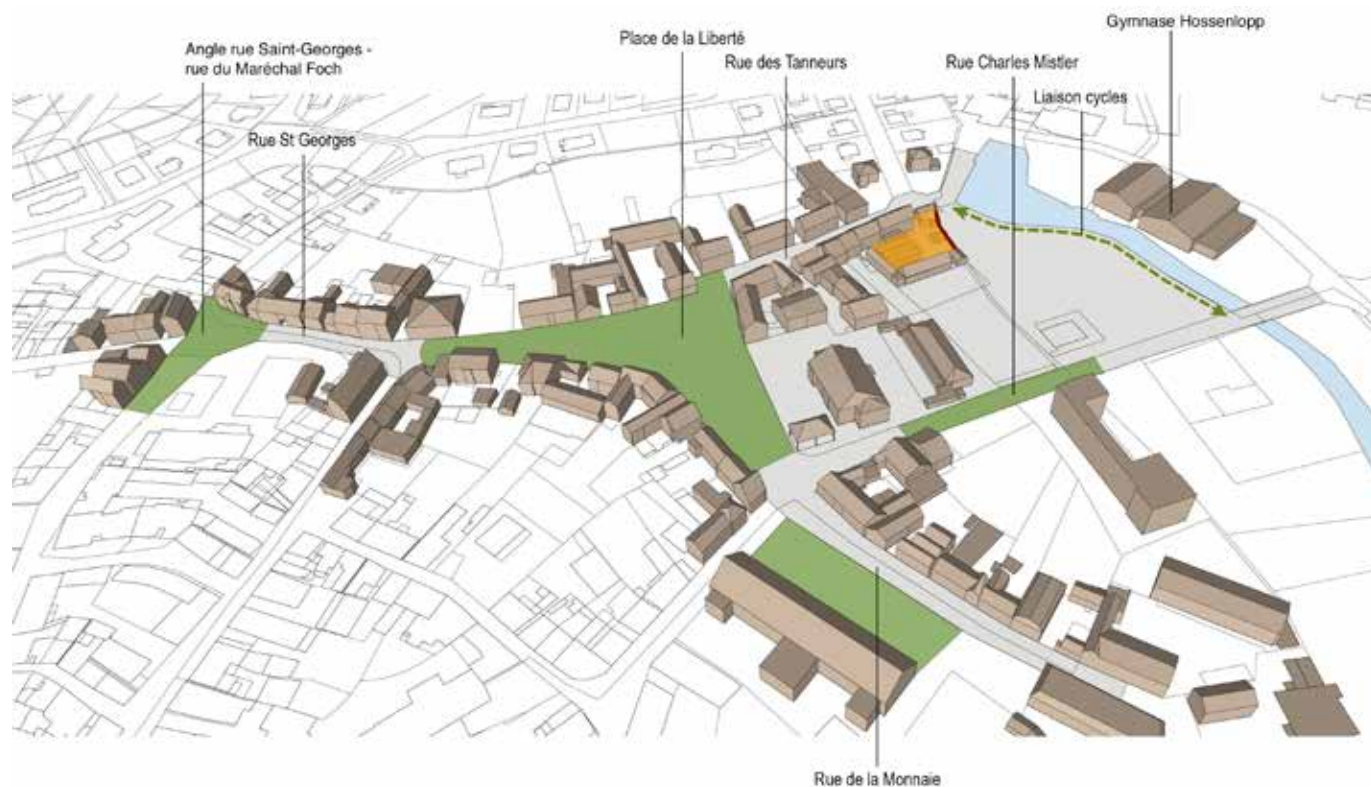 Gymnase Hossenlopp
Place de la Liberté
Angle rue Saint-Georges -
rue du Maréchal Foch
Rue des Tanneurs
Rue Charles Mistler
Liaison cycles
Rue St Georges
Rue de la Monnaie